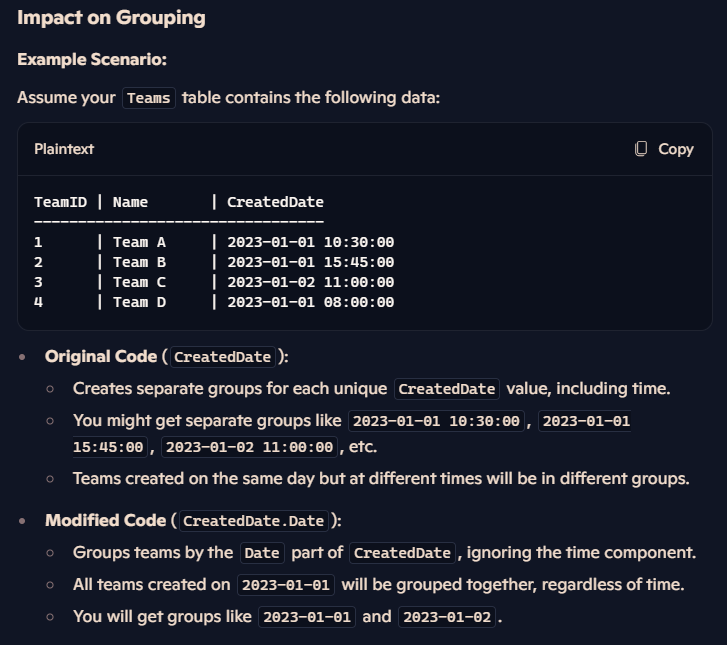 Impact on Grouping
Example Scenario:
Assume your Teams table contains the following data:
Plaintext
Copy
TeamID | Name | CreatedDate
---------------------------------
1 | Team A | 2023-01-01 10:30:00
2 | Team B | 2023-01-01 15:45:00
3 | Team C | 2023-01-02 11:00:00
4 | Team D | 2023-01-01 08:00:00
Original Code (CreatedDate):
Creates separate groups for each unique CreatedDate value, including time.
You might get separate groups like 2023-01-01 10:30:00, 2023-01-01
15:45:00, 2023-01-02 11:00:00, etc.
Teams created on the same day but at different times will be in different groups.
Modified Code (CreatedDate.Date):
Groups teams by the Date part of CreatedDate, ignoring the time component.
All teams created on 2023-01-01 will be grouped together, regardless of time.
You will get groups like 2023-01-01 and 2023-01-02.